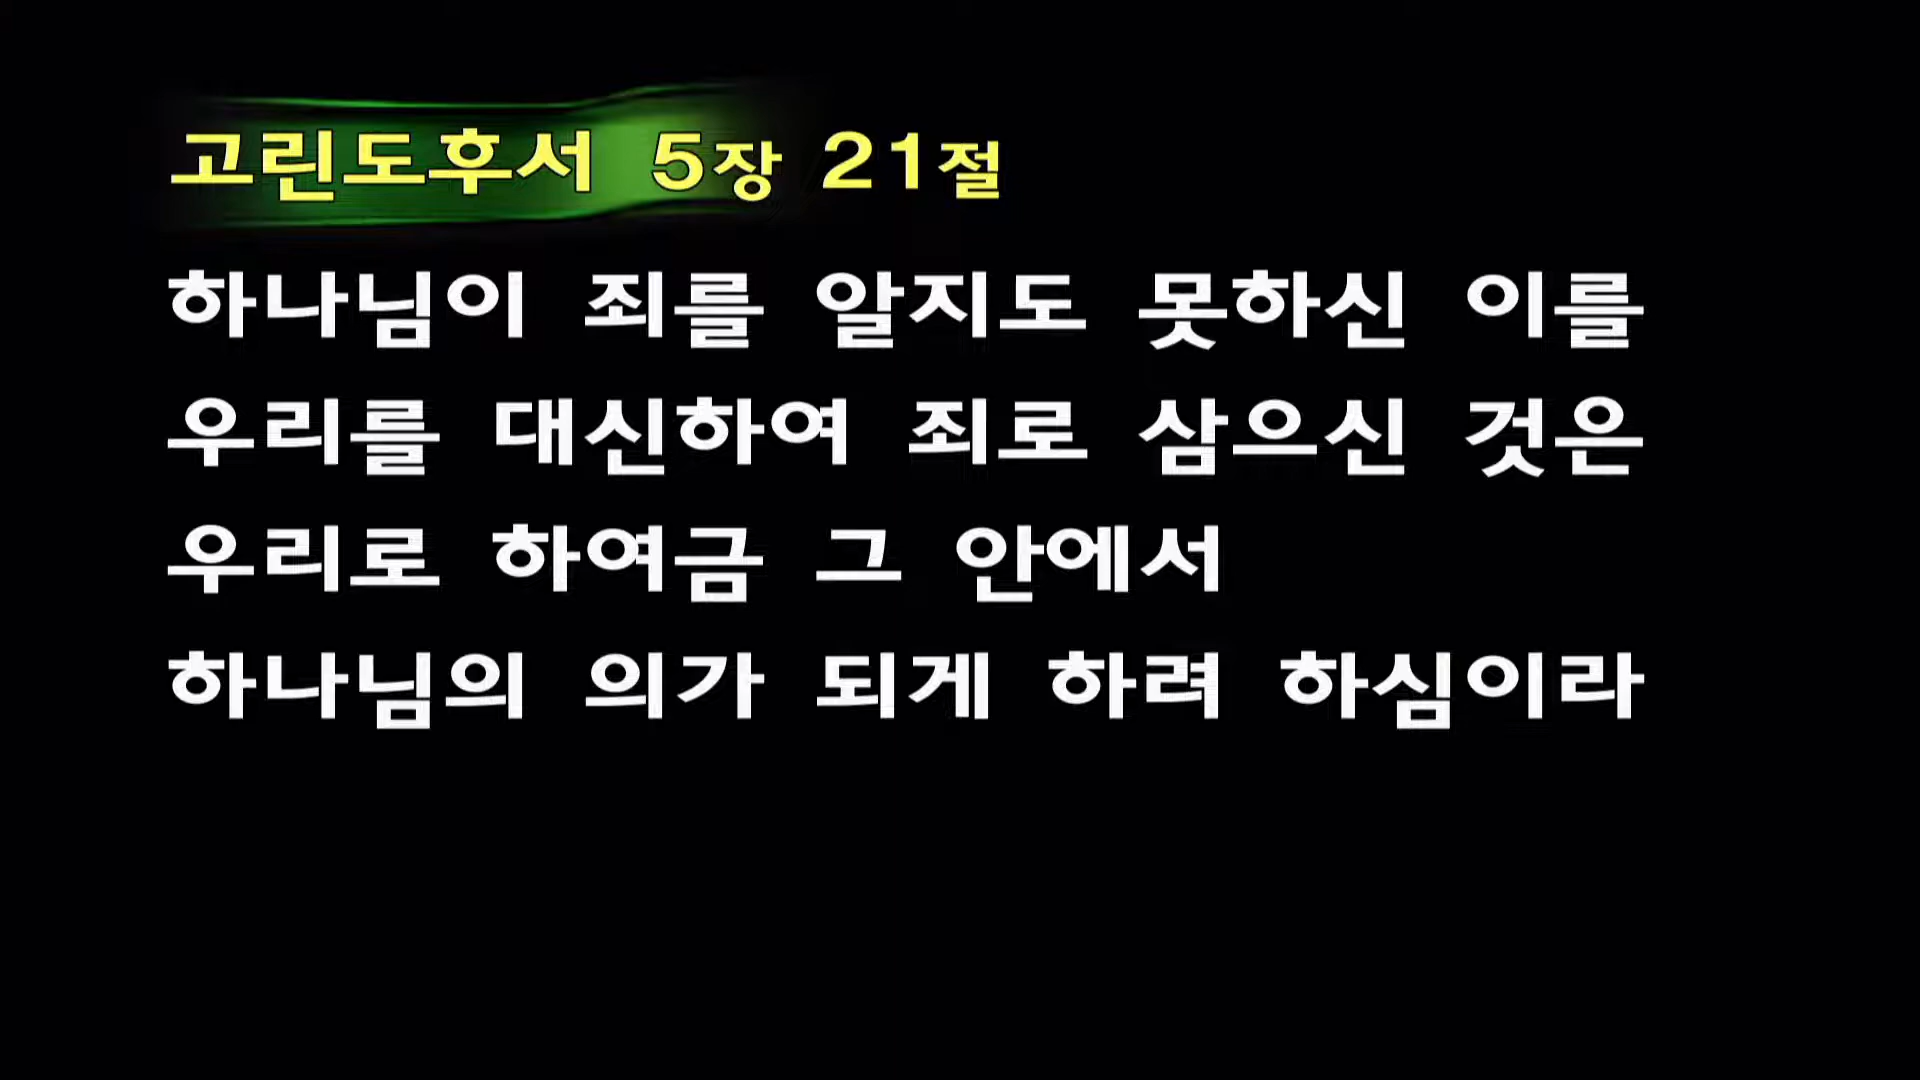 고린도후서 5장 21절
하나님이 죄를 알지도 못하신 이를
우리를 대신하여 죄로 삼으신 것은
우리로 하여금 그 안에서
하나님의 의가 되게 하려 하심이라